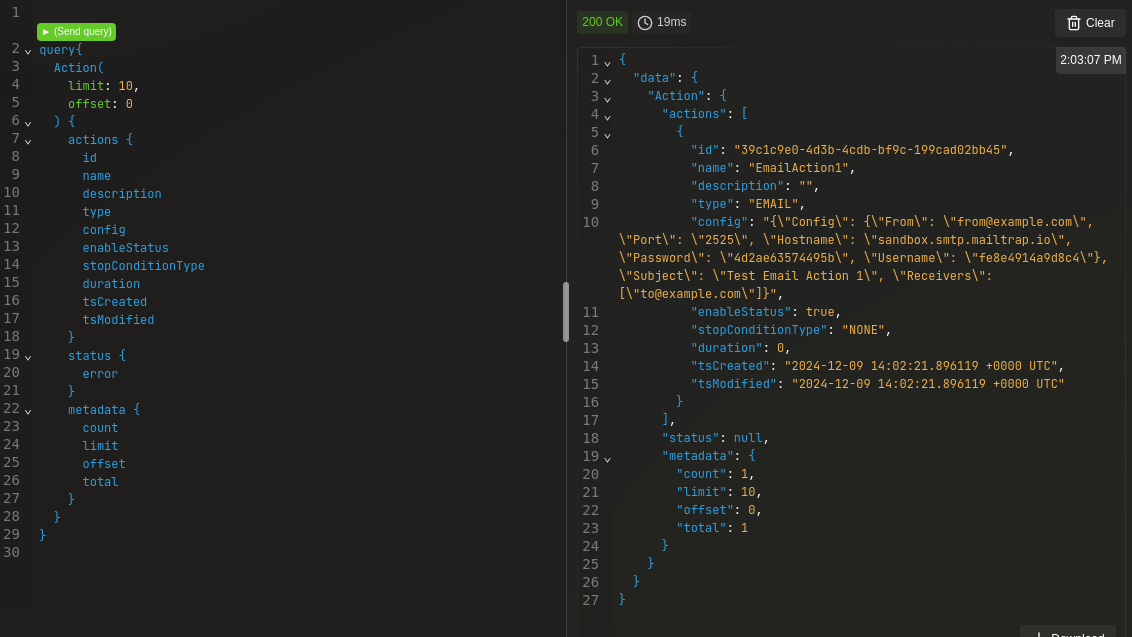 1
► (Send query)
2 query{
3 Action(
4 limit: 10,
5 offset: 0
6 ) {
7 actions {
8 id
9 name
10 description
11 type
12 config
13 enableStatus
14 stopConditionType
15 duration
16 tsCreated
17 tsModified
18 }
19 status {
20 error
21 }
22 metadata {
23 count
24 limit
25 offset
26 total
27 }
28 }
29 }
30
200 OK 19ms Clear
2:03:07 PM
1 {
2 "data": {
3 "Action": {
4 "actions": [
5 {
6 "id": "39c1c9e0-4d3b-4cdb-bf9c-199cad02bb45",
7 "name": "EmailAction1",
8 "description": "",
9 "type": "EMAIL",
10 "config": "{\"Config\": {\"From\": \"from@example.com\",
\"Port\": \"2525\", \"Hostname\": \"sandbox.smtp.mailtrap.io\",
\"Password\": \"4d2ae63574495b\", \"Username\": \"fe8e4914a9d8c4\"},
\"Subject\": \"Test Email Action 1\", \"Receivers\":
[\"to@example.com\"]}",
11 "enableStatus": true,
12 "stopConditionType": "NONE",
13 "duration": 0,
14 "tsCreated": "2024-12-09 14:02:21.896119 +0000 UTC",
15 "tsModified": "2024-12-09 14:02:21.896119 +0000 UTC"
16 }
17 ],
18 "status": null,
19 "metadata": {
20 "count": 1,
21 "limit": 10,
22 "offset": 0,
23 "total": 1
24 }
25 }
26 }
27 }
Download